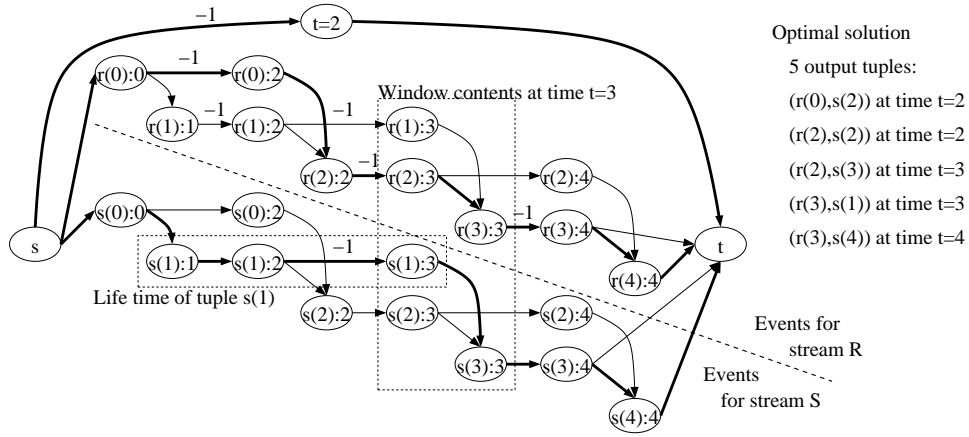 −1
t=2
Optimal solution
5 output tuples:
(r(0),s(2)) at time t=2
(r(2),s(2)) at time t=2
(r(2),s(3)) at time t=3
(r(3),s(1)) at time t=3
(r(3),s(4)) at time t=4
r(0):0
−1
r(0):2
Window contents at time t=3
r(1):1
−1
r(1):2
−1
r(1):3
r(2):2
−1
r(2):3
r(2):4
s(0):0
s(0):2
r(3):3
−1
r(3):4
s
t
s(1):1
s(1):2
−1
s(1):3
r(4):4
Life time of tuple s(1)
s(2):2
s(2):3
s(2):4
Events for
stream R
s(3):3
s(3):4
Events
for stream S
s(4):4